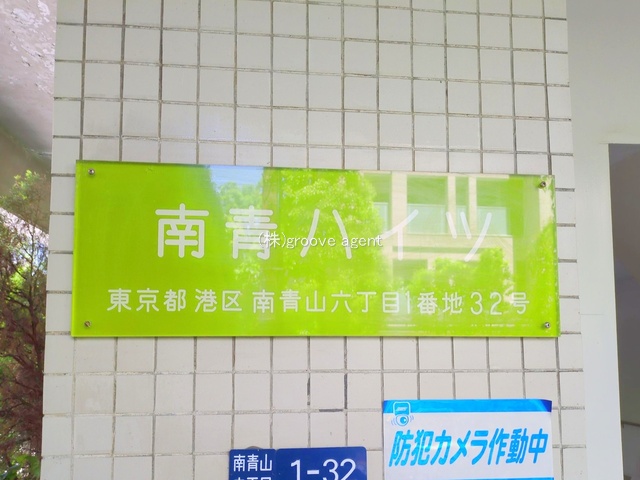 南青ハイツ
(株)groove agent
東京都港区南青山六丁目1番地32号
南青山
1-32
防犯カメラ作動中